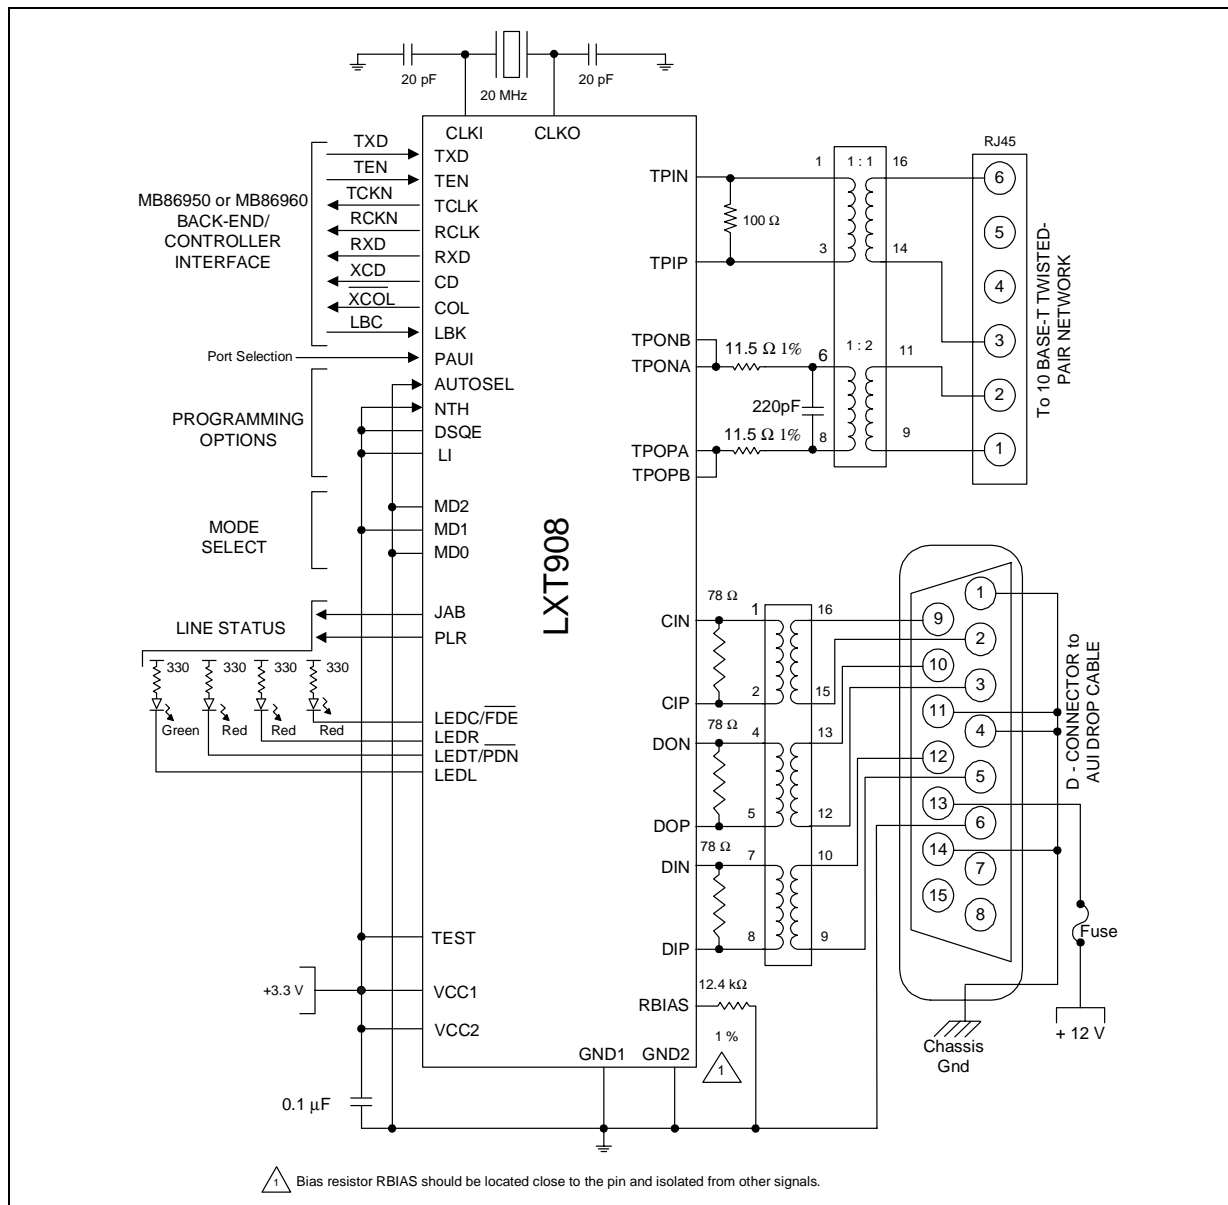 20 pF
20 MHz
20 pF
CLKI
CLKO
MB86950 or MB86960
BACK-END/
CONTROLLER
INTERFACE
TXD
TEN
TCKN
RCKN
RXD
XCD
XCOL
LBC
Port Selection
TXD
TEN
TCLK
RCLK
RXD
CD
COL
LBK
PAUI
AUTOSEL
NTH
DSQE
LI
MD2
MD1
MD0
JAB
PLR
LEDC/FDE
LEDR
LEDT/PDN
LEDL
TEST
VCC1
VCC2
PROGRAMMING
OPTIONS
MODE
SELECT
LINE STATUS
330
330
330
330
Green
Red
Red
Red
+3.3 V
0.1 μF
LXT908
GND1
GND2
TPIN
TPIP
TPONB
TPONA
TPOPA
TPOPB
CIN
CIP
DON
DOP
DIN
DIP
RBIAS
100 Ω
1
1 : 1
16
3
14
11.5 Ω 1%
6
1 : 2
11
220pF
11.5 Ω 1%
8
9
RJ45
6
5
4
3
2
1
To 10 BASE-T TWISTED-
PAIR NETWORK
78 Ω
1
16
2
15
78 Ω
4
13
5
12
78 Ω
7
10
8
9
12.4 kΩ
1 %
1
1
9
2
10
3
11
4
12
5
13
6
14
7
15
8
D - CONNECTOR to
AUI DROP CABLE
Fuse
+ 12 V
Chassis
Gnd
1 Bias resistor RBIAS should be located close to the pin and isolated from other signals.